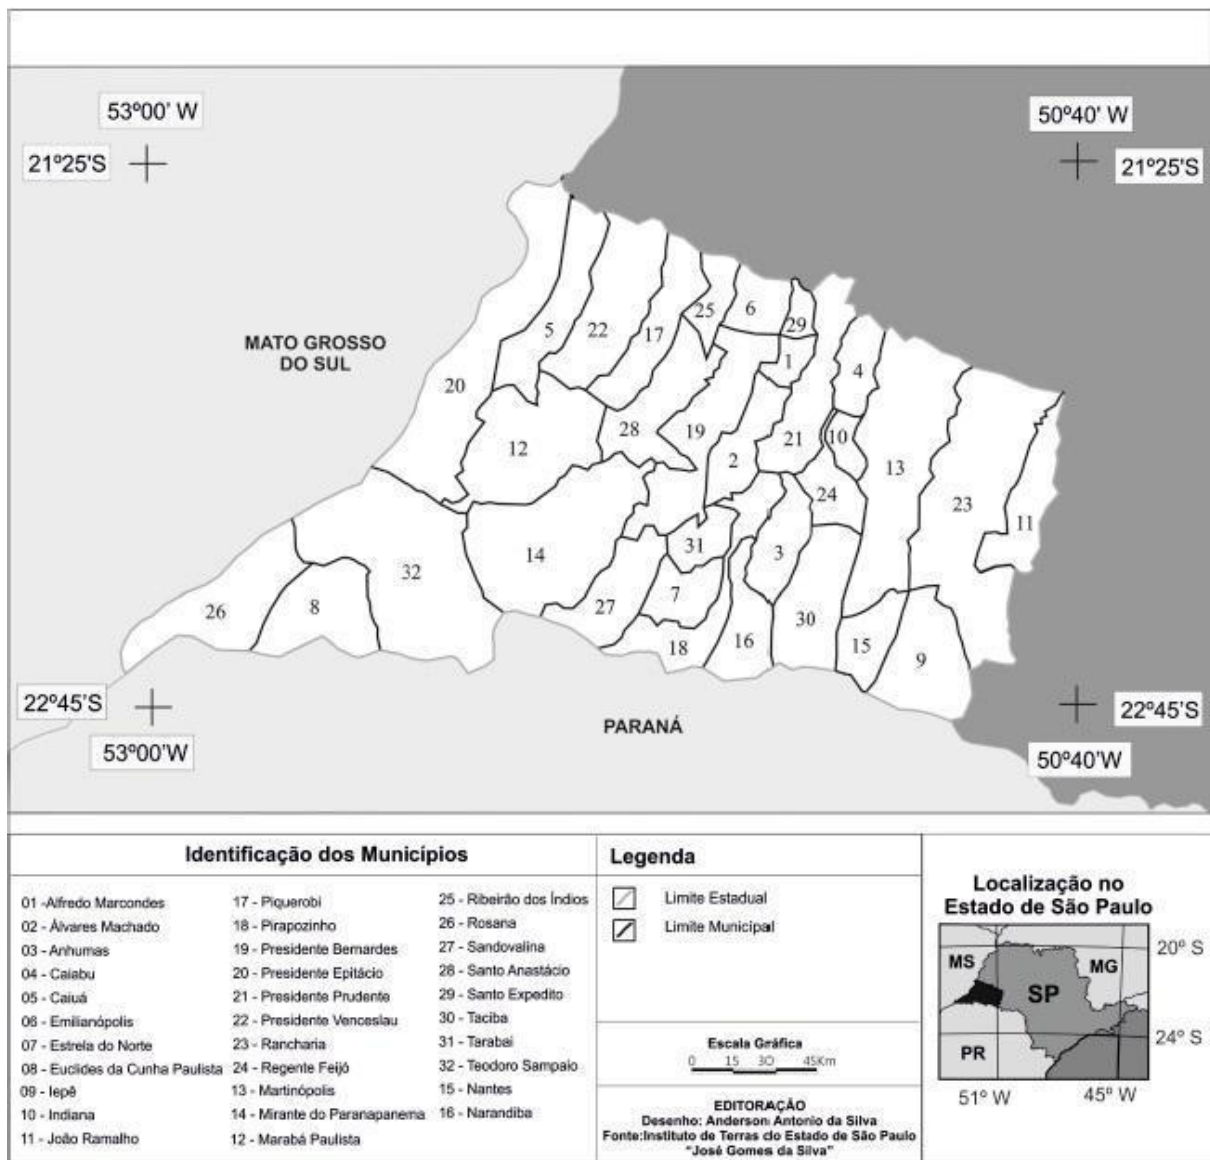 53º00' W
50º40' W
21º25'S
21º25'S
MATO GROSSO
DO SUL
5
22
17
25
6
29
1
4
20
28
19
2
21
10
13
12
24
23
11
14
31
3
32
27
7
30
26
8
18
16
15
9
22º45'S
22º45'S
PARANÁ
53º00'W
50º40'W
Identificação dos Municípios
01 -Alfredo Marcondes
02 - Álvares Machado
03 - Anhumas
04 - Caiabu
05 - Caiuá
06 - Emilianópolis
07 - Estrela do Norte
08 - Euclides da Cunha Paulista
09 - Iepê
10 - Indiana
11 - João Ramalho
17 - Piquerobi
18 - Pirapozinho
19 - Presidente Bernardes
20 - Presidente Epitácio
21 - Presidente Prudente
22 - Presidente Venceslau
23 - Rancharia
24 - Regente Feijó
13 - Martinópolis
14 - Mirante do Paranapanema
12 - Marabá Paulista
25 - Ribeirão dos Índios
26 - Rosana
27 - Sandovalina
28 - Santo Anastácio
29 - Santo Expedito
30 - Taciba
31 - Tarabai
32 - Teodoro Sampaio
15 - Nantes
16 - Narandiba
Legenda
Limite Estadual
Limite Municipal
Escala Gráfica
0 15 30 45Km
EDITORAÇÃO
Desenho: Anderson Antonio da Silva
Fonte:Instituto de Terras do Estado de São Paulo
"José Gomes da Silva"
Localização no
Estado de São Paulo
20º S
MS
MG
SP
24º S
PR
51º W
45º W